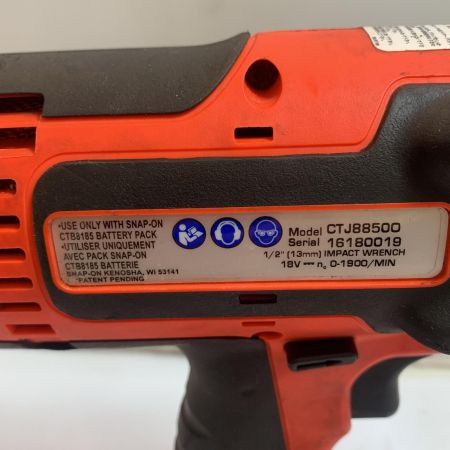 •USE ONLY WITH SNAP-ON
CTB8185 BATTERY PACK
•UTILISER UNIQUEMENT
AVEC PACK SNAP-ON
CTB8185 BATTERIE
SNAP-ON KENOSHA, WI 53141
*PATENT PENDING
Model CTJ88500
Serial 16180019
1/2" (13mm) IMPACT WRENCH
18V ⎓ n₀ 0-1900/MIN